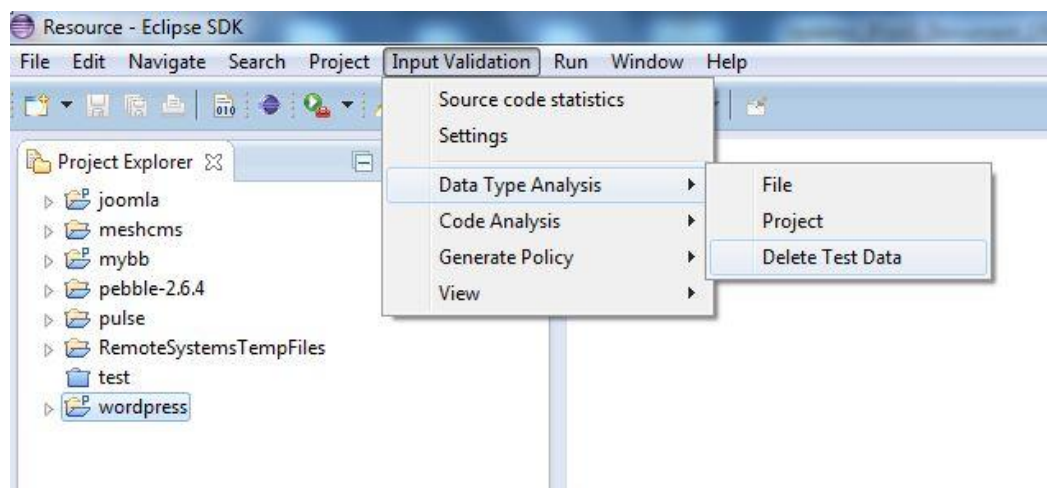 Resource - Eclipse SDK
File Edit Navigate Search Project Input Validation Run Window Help
010
Source code statistics
Settings
Data Type Analysis
Code Analysis
Generate Policy
View
File
Project
Delete Test Data
Project Explorer
joomla
meshcms
mybb
pebble-2.6.4
pulse
RemoteSystemsTempFiles
test
wordpress